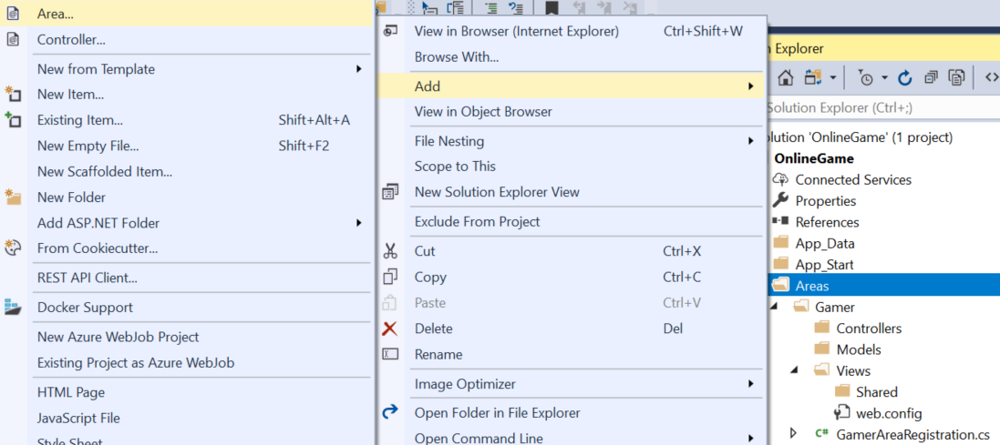 Area...
Controller...
New from Template
New Item...
Existing Item... Shift+Alt+A
New Empty File... Shift+F2
New Scaffolded Item...
New Folder
Add ASP.NET Folder
From Cookiecutter...
REST API Client...
Docker Support
New Azure WebJob Project
Existing Project as Azure WebJob
HTML Page
JavaScript File
Style Sheet
View in Browser (Internet Explorer) Ctrl+Shift+W
Browse With...
Add
View in Object Browser
File Nesting
Scope to This
New Solution Explorer View
Exclude From Project
Cut Ctrl+X
Copy Ctrl+C
Paste Ctrl+V
Delete Del
Rename
Image Optimizer
Open Folder in File Explorer
Open Command Line
n Explorer
Solution Explorer (Ctrl+;)
olution 'OnlineGame' (1 project)
OnlineGame
Connected Services
Properties
References
App_Data
App_Start
Areas
Gamer
Controllers
Models
Views
Shared
web.config
C# GamerAreaRegistration.cs